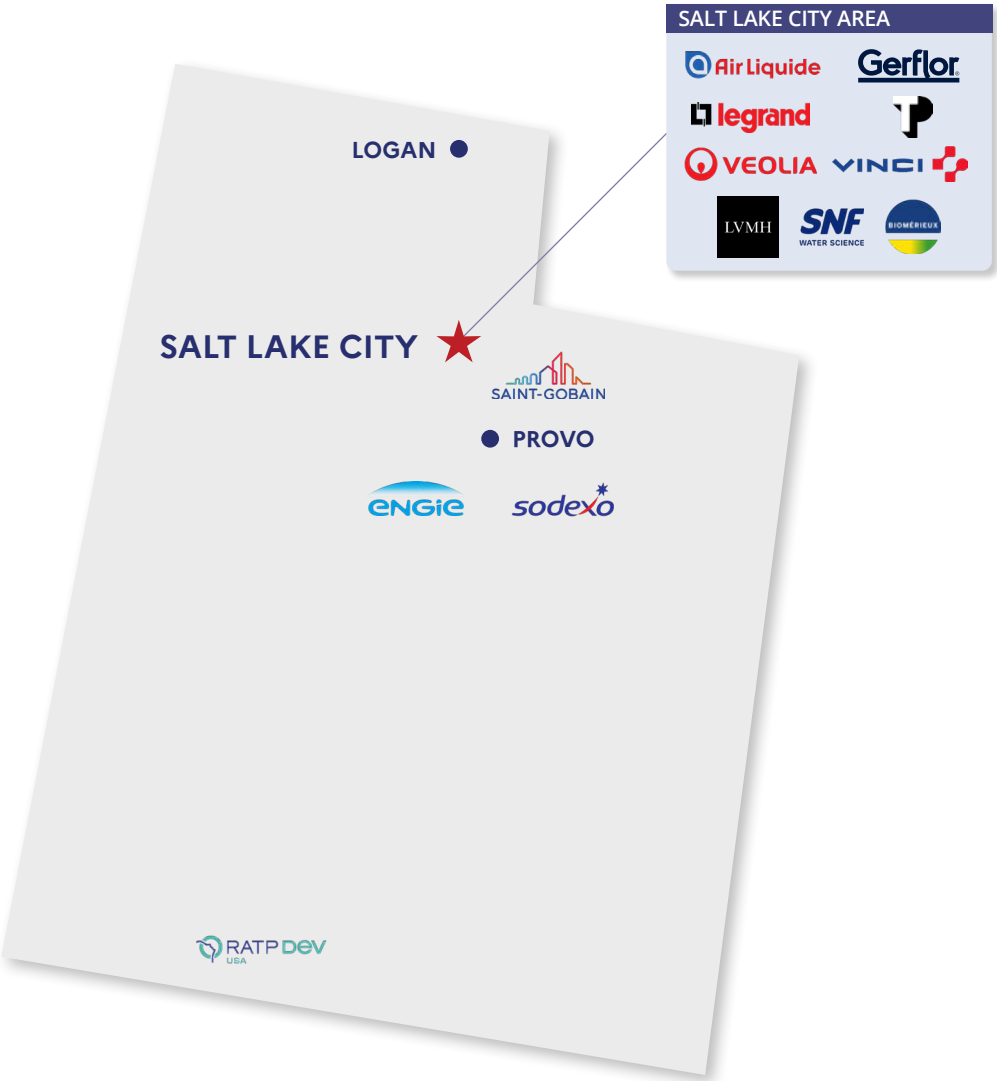 SALT LAKE CITY AREA
Air Liquide
Gerflor
legrand
TP
VEOLIA
VINCI
LVMH
SNF
WATER SCIENCE
BIOMÉRIEUX
LOGAN
SALT LAKE CITY
SAINT-GOBAIN
PROVO
ENGIE
sodexo
RATP DEV
USA